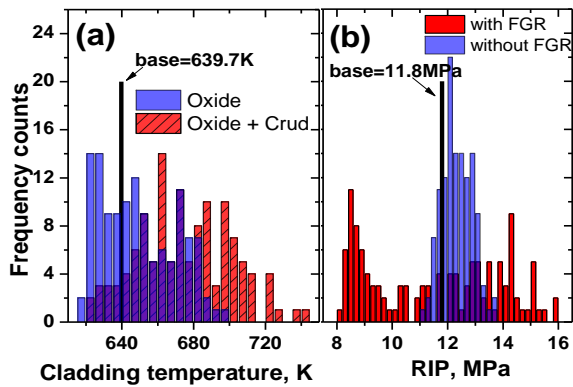 (a)
base=639.7K
Oxide
Oxide + Crud
24
20
16
12
8
4
0
Frequency counts
640
680
720
Cladding temperature, K
(b)
with FGR
without FGR
base=11.8MPa
8
10
12
14
16
RIP, MPa